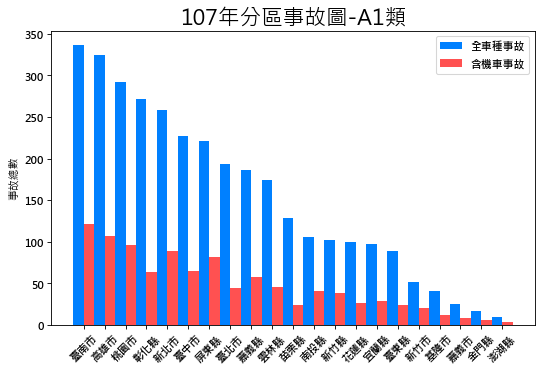 107年分區事故圖-A1類
全車種事故
含機車事故
事故總數
350
300
250
200
150
100
50
0
臺南市
高雄市
桃園市
彰化縣
新北市
臺中市
屏東縣
臺北市
嘉義縣
雲林縣
苗栗縣
南投縣
新竹縣
花蓮縣
宜蘭縣
臺東縣
新竹市
基隆市
嘉義市
金門縣
澎湖縣